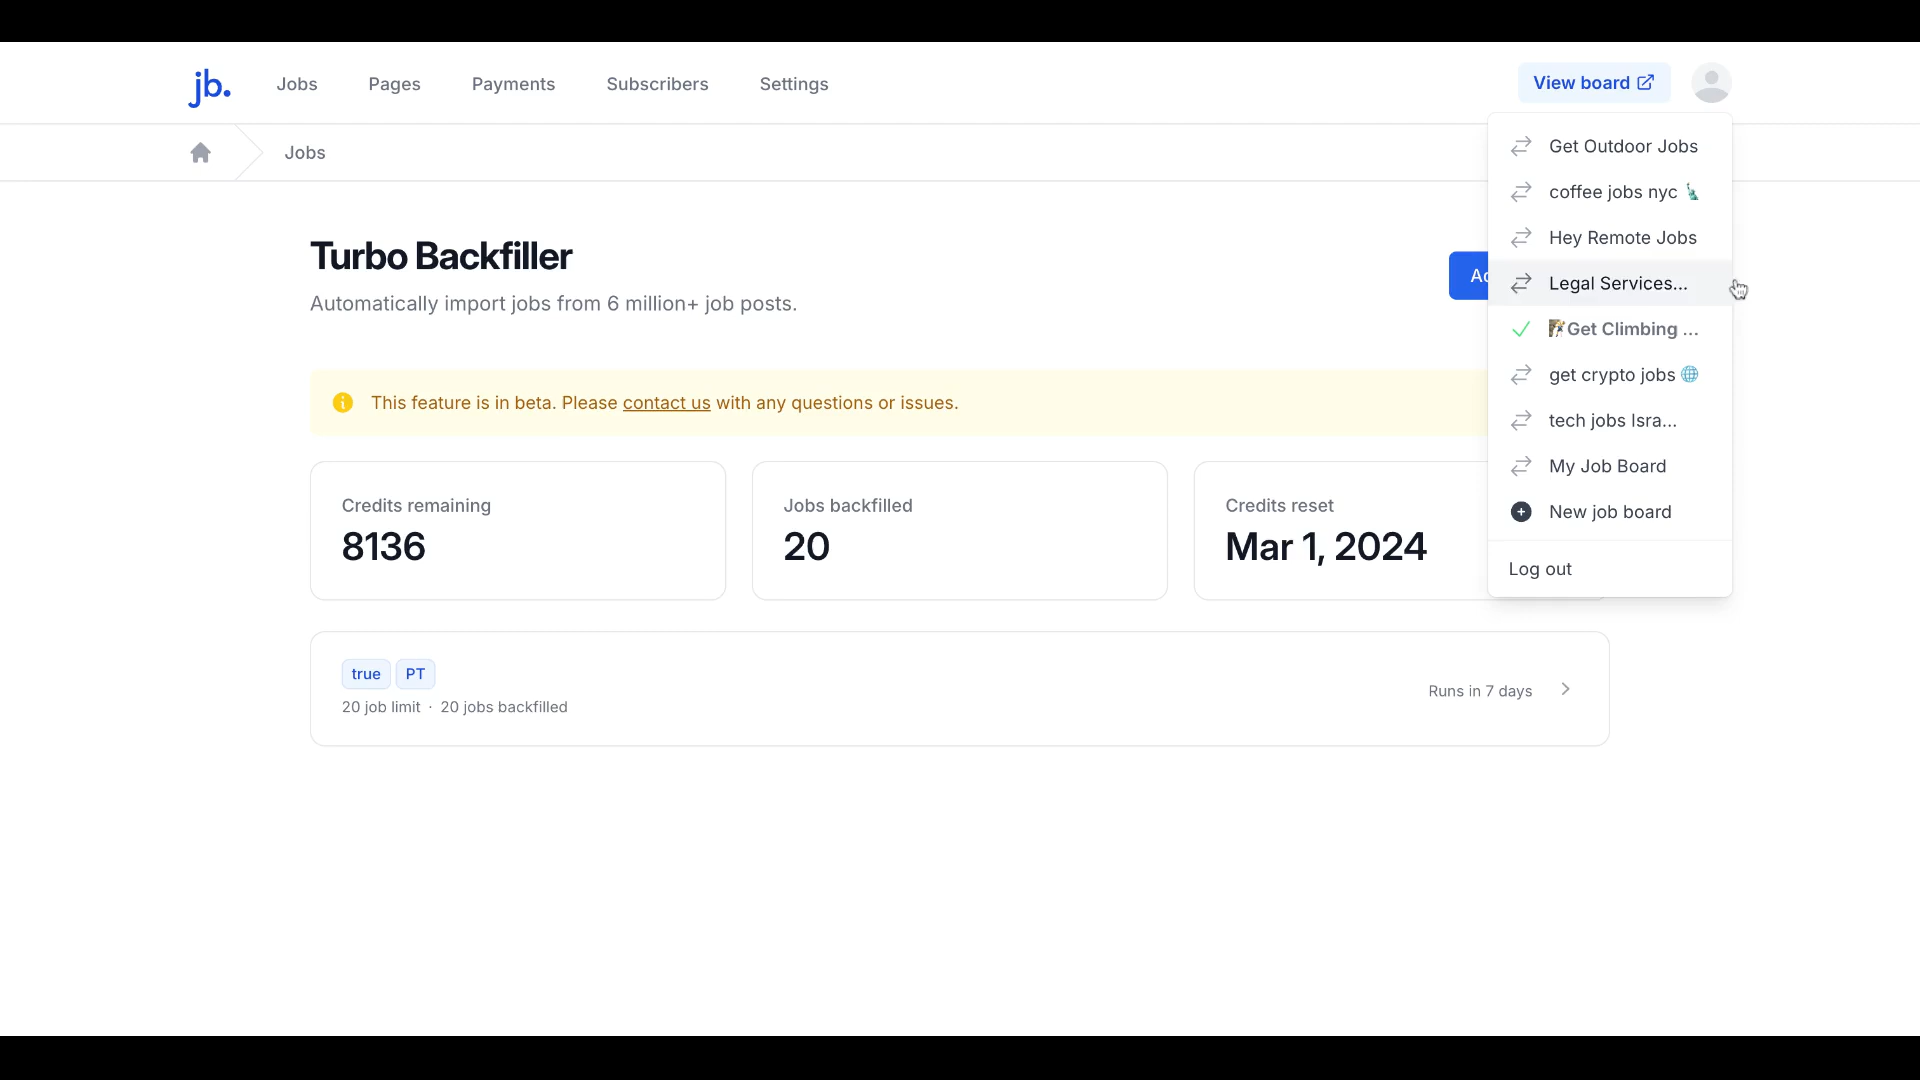 jb.
Jobs
Pages
Payments
Subscribers
Settings
View board
Jobs
Get Outdoor Jobs
coffee jobs nyc 🗽
Hey Remote Jobs
Legal Services...
🧗Get Climbing ...
get crypto jobs 🌐
tech jobs Isra...
My Job Board
New job board
Log out
Turbo Backfiller
Automatically import jobs from 6 million+ job posts.
This feature is in beta. Please contact us with any questions or issues.
Credits remaining
8136
Jobs backfilled
20
Credits reset
Mar 1, 2024
true PT
20 job limit · 20 jobs backfilled
Runs in 7 days